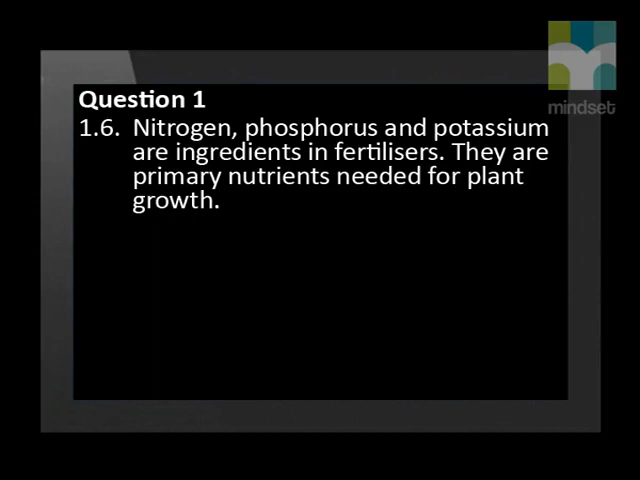 mindset
Question 1
1.6. Nitrogen, phosphorus and potassium
are ingredients in fertilisers. They are
primary nutrients needed for plant
growth.